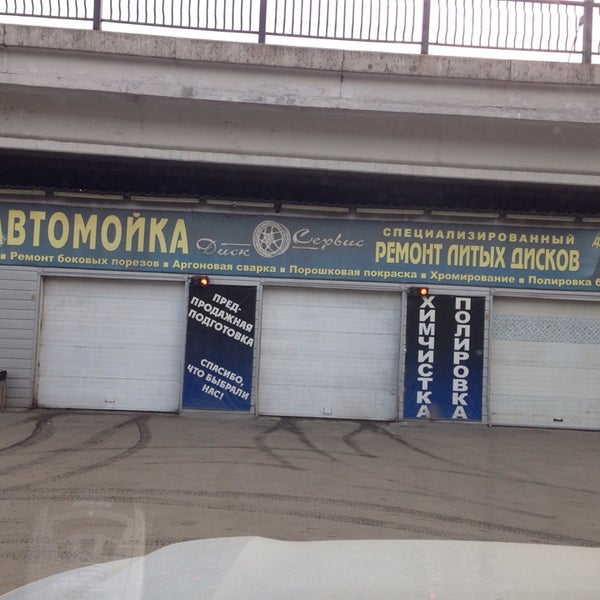 АВТОМОЙКА
Диск Сервис
СПЕЦИАЛИЗИРОВАННЫЙ
РЕМОНТ ЛИТЫХ ДИСКОВ
▪ Ремонт боковых порезов ▪ Аргоновая сварка ▪ Порошковая покраска ▪ Хромирование ▪ Полировка
ПРЕД-
ПРОДАЖНАЯ
ПОДГОТОВКА
СПАСИБО,
ЧТО ВЫБРАЛИ
НАС!
ХИМЧИСТКА
ПОЛИРОВКА